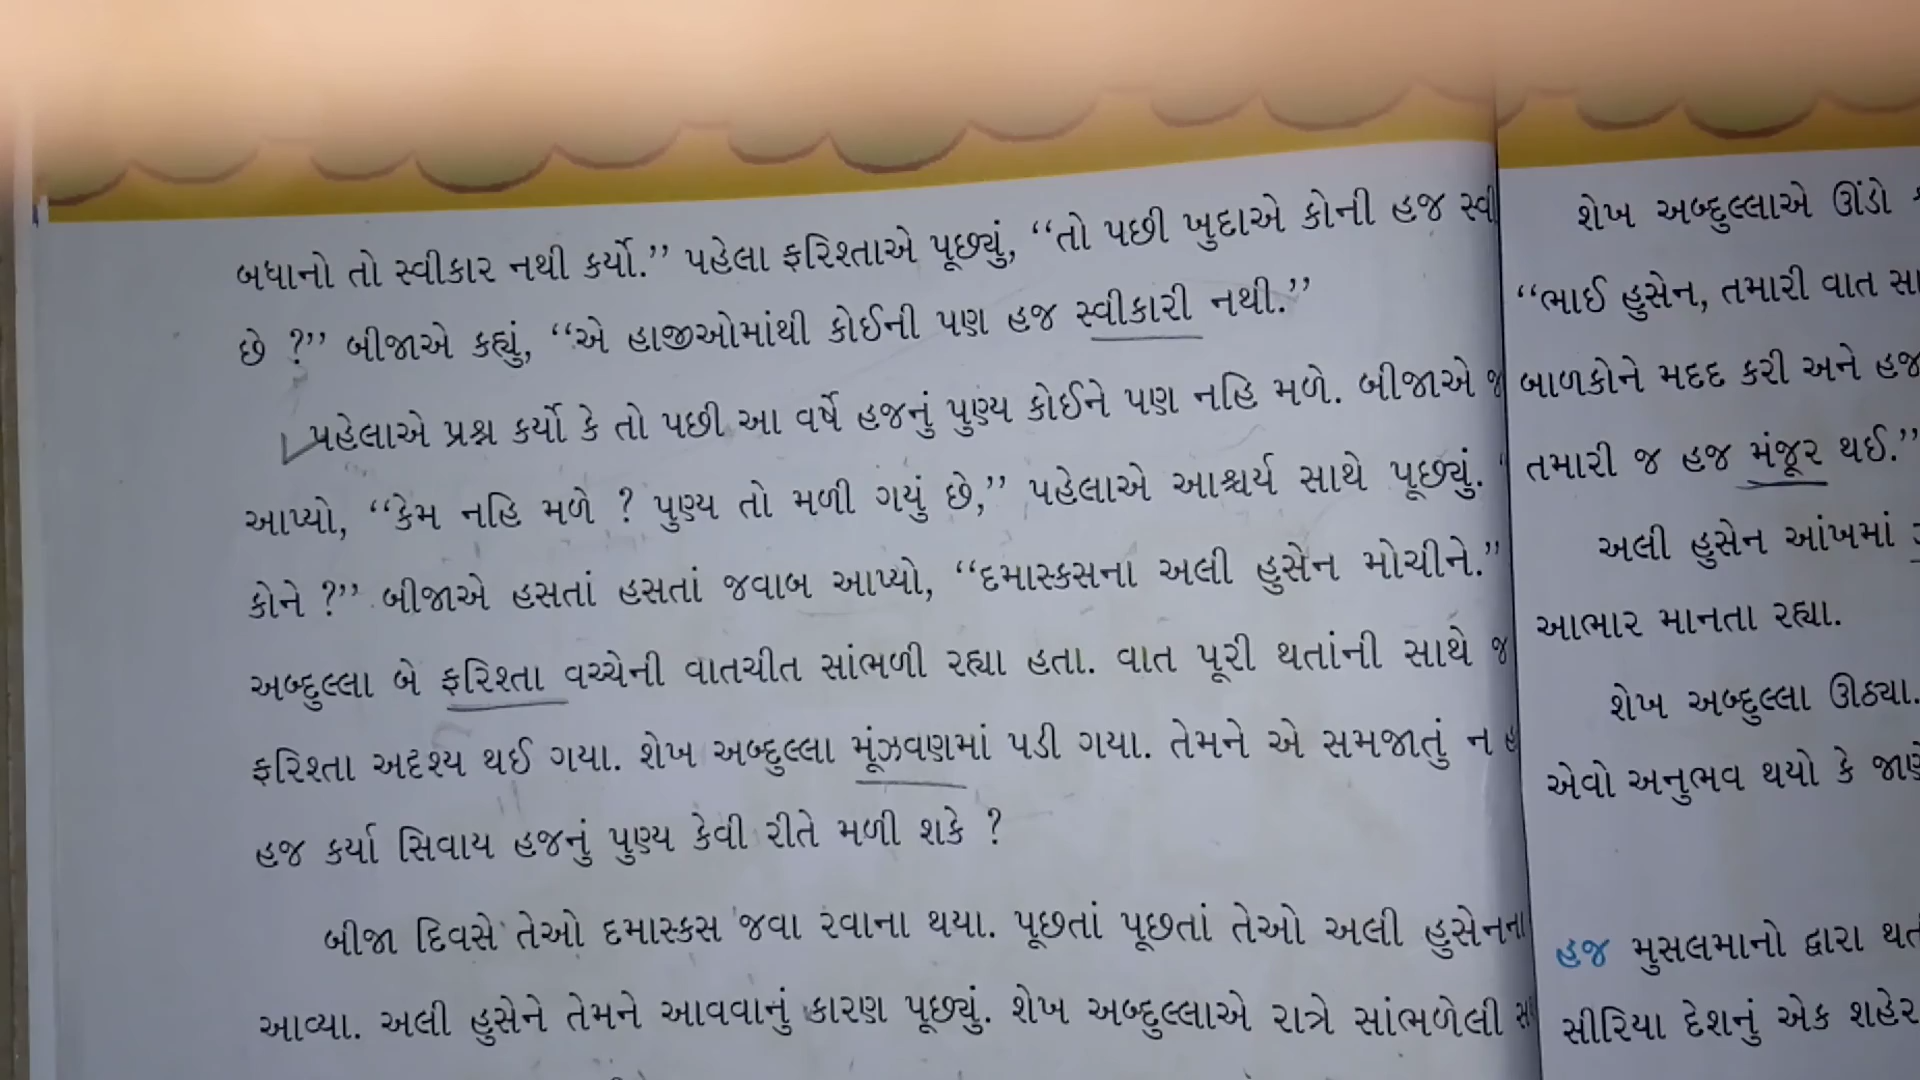 બધાનો તો સ્વીકાર નથી કર્યો.” પહેલા ફરિશ્તાએ પૂછ્યું, “તો પછી ખુદાએ કોની હજ
છે ?” બીજાએ કહ્યું, “એ હાજીઓમાંથી કોઈની પણ હજ સ્વીકારી નથી.”
પહેલાએ પ્રશ્ન કર્યો કે તો પછી આ વર્ષે હજનું પુણ્ય કોઈને પણ નહિ મળે. બીજાએ
આપ્યો, “કેમ નહિ મળે ? પુણ્ય તો મળી ગયું છે,” પહેલાએ આશ્ચર્ય સાથે પૂછ્યું.
કોને ?” બીજાએ હસતાં હસતાં જવાબ આપ્યો, “દમાસ્કસના અલી હુસેન મોચીને.”
અબ્દુલ્લા બે ફરિશ્તા વચ્ચેની વાતચીત સાંભળી રહ્યા હતા. વાત પૂરી થતાંની સાથે જ
ફરિશ્તા અદૃશ્ય થઈ ગયા. શેખ અબ્દુલ્લા મૂંઝવણમાં પડી ગયા. તેમને એ સમજાતું ન
હજ કર્યા સિવાય હજનું પુણ્ય કેવી રીતે મળી શકે ?
બીજા દિવસે તેઓ દમાસ્કસ જવા રવાના થયા. પૂછતાં પૂછતાં તેઓ અલી હુસેનના
આવ્યા. અલી હુસેને તેમને આવવાનું કારણ પૂછ્યું. શેખ અબ્દુલ્લાએ રાત્રે સાંભળેલી
શેખ અબ્દુલ્લાએ ઊંડો
“ભાઈ હુસેન, તમારી વાત
બાળકોને મદદ કરી અને હજ
તમારી જ હજ મંજૂર થઈ.”
અલી હુસેન આંખમાં
આભાર માનતા રહ્યા.
શેખ અબ્દુલ્લા ઊઠ્યા.
એવો અનુભવ થયો કે
હજ મુસલમાનો દ્વારા
સીરિયા દેશનું એક શહેર